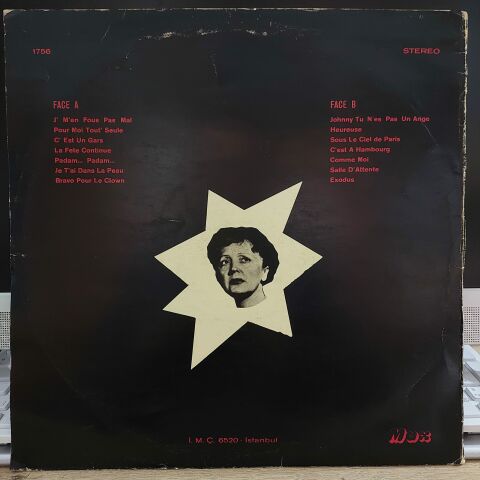 1756
STEREO
FACE A
J' M'en Fous Pas Mal
Pour Moi Tout' Seule
C' Est Un Gars
La Fete Continue
Padam... Padam...
Je T'ai Dans La Peau
Bravo Pour Le Clown
FACE B
Johnny Tu N'es Pas Un Ange
Heureuse
Sous Le Ciel de Paris
C'est A Hambourg
Comme Moi
Salle D'Attente
Exodus
I. M. Ç. 6520 - İstanbul